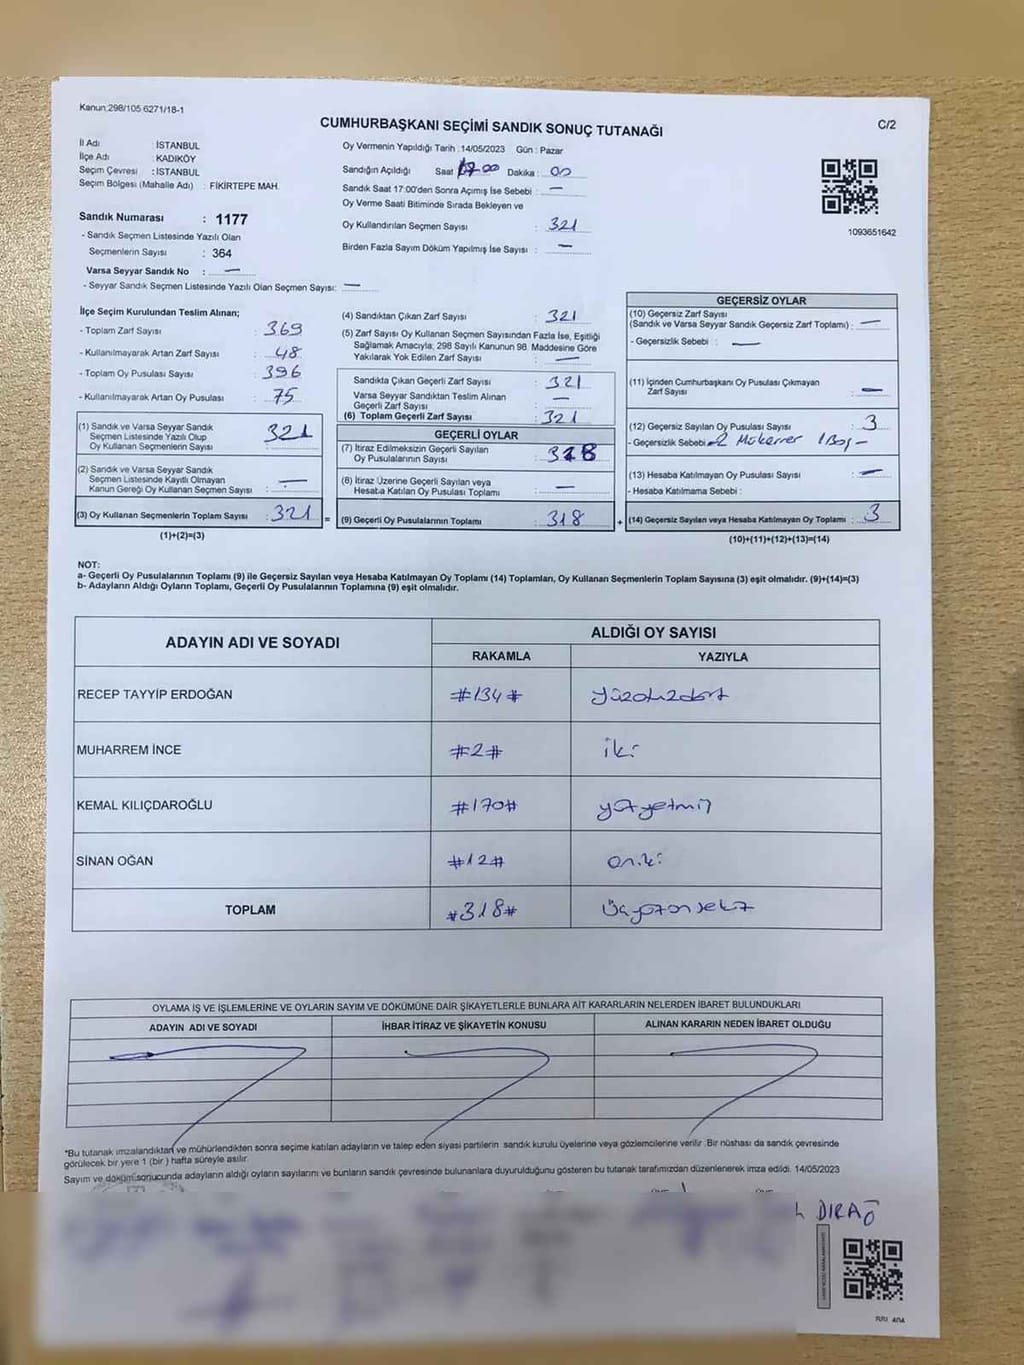 Kanun:298/105 6271/18-1
C/2
CUMHURBAŞKANI SEÇİMİ SANDIK SONUÇ TUTANAĞI
İl Adı : İSTANBUL
İlçe Adı : KADIKÖY
Seçim Çevresi : İSTANBUL
Seçim Bölgesi (Mahalle Adı) : FİKİRTEPE MAH.
Sandık Numarası : 1177
- Sandık Seçmen Listesinde Yazılı Olan
Seçmenlerin Sayısı : 364
Varsa Seyyar Sandık No : —
- Seyyar Sandık Seçmen Listesinde Yazılı Olan Seçmen Sayısı: —
Oy Vermenin Yapıldığı Tarih :14/05/2023 Gün : Pazar
Sandığın Açıldığı Saat 00 Dakika : 00
Sandık Saat 17:00'den Sonra Açımış İse Sebebi : —
Oy Verme Saati Bitiminde Sırada Bekleyen ve
Oy Kullandırılan Seçmen Sayısı : 321
Birden Fazla Sayım Döküm Yapılmış İse Sayısı : —
1093651642
İlçe Seçim Kurulundan Teslim Alınan;
- Toplam Zarf Sayısı : 369
- Kullanılmayarak Artan Zarf Sayısı : 48
- Toplam Oy Pusulası Sayısı : 396
- Kullanılmayarak Artan Oy Pusulası : 75
(1) Sandık ve Varsa Seyyar Sandık
Seçmen Listesinde Yazılı Olup
Oy Kullanan Seçmenlerin Sayısı : 321
(2) Sandık ve Varsa Seyyar Sandık
Seçmen Listesinde Kayıtlı Olmayan
Kanun Gereği Oy Kullanan Seçmen Sayısı : —
(3) Oy Kullanan Seçmenlerin Toplam Sayısı : 321 =
(1)+(2)=(3)
(4) Sandıktan Çıkan Zarf Sayısı : 321
(5) Zarf Sayısı Oy Kullanan Seçmen Sayısından Fazla İse, Eşitliği
Sağlamak Amacıyla; 298 Sayılı Kanunun 98. Maddesine Göre
Yakılarak Yok Edilen Zarf Sayısı : —
Sandıkta Çıkan Geçerli Zarf Sayısı : 321
Varsa Seyyar Sandıktan Teslim Alınan
Geçerli Zarf Sayısı : —
(6) Toplam Geçerli Zarf Sayısı : 321
GEÇERLİ OYLAR
(7) İtiraz Edilmeksizin Geçerli Sayılan
Oy Pusulalarının Sayısı : 318
(8) İtiraz Üzerine Geçerli Sayılan veya
Hesaba Katılan Oy Pusulası Toplamı : —
(9) Geçerli Oy Pusulalarının Toplamı : 318 +
GEÇERSİZ OYLAR
(10) Geçersiz Zarf Sayısı
(Sandık ve Varsa Seyyar Sandık Geçersiz Zarf Toplamı) : —
- Geçersizlik Sebebi : —
(11) İçinden Cumhurbaşkanı Oy Pusulası Çıkmayan
Zarf Sayısı : —
(12) Geçersiz Sayılan Oy Pusulası Sayısı : 3
- Geçersizlik Sebebi 2 Mükerrer 1 Boş -
(13) Hesaba Katılmayan Oy Pusulası Sayısı : —
- Hesaba Katılmama Sebebi :
(14) Geçersiz Sayılan veya Hesaba Katılmayan Oy Toplamı : 3
(10)+(11)+(12)+(13)=(14)
NOT:
a- Geçerli Oy Pusulalarının Toplamı (9) ile Geçersiz Sayılan veya Hesaba Katılmayan Oy Toplamı (14) Toplamları, Oy Kullanan Seçmenlerin Toplam Sayısına (3) eşit olmalıdır. (9)+(14)=(3)
b- Adayların Aldığı Oyların Toplamı, Geçerli Oy Pusulalarının Toplamına (9) eşit olmalıdır.
ADAYIN ADI VE SOYADI
ALDIĞI OY SAYISI
RAKAMLA YAZIYLA
RECEP TAYYİP ERDOĞAN #134# yüzotuzdört
MUHARREM İNCE #2# iki
KEMAL KILIÇDAROĞLU #170# yüzyetmiş
SİNAN OĞAN #12# oniki
TOPLAM #318# üçyüzonsekiz
OYLAMA İŞ VE İŞLEMLERİNE VE OYLARIN SAYIM VE DÖKÜMÜNE DAİR ŞİKAYETLERLE BUNLARA AİT KARARLARIN NELERDEN İBARET BULUNDUKLARI
ADAYIN ADI VE SOYADI İHBAR İTİRAZ VE ŞİKAYETİN KONUSU ALINAN KARARIN NEDEN İBARET OLDUĞU
*Bu tutanak imzalandıktan ve mühürlendikten sonra seçime katılan adayların ve talep eden siyasi partilerin sandık kurulu üyelerine veya gözlemcilerine verilir. Bir nüshası da sandık çevresinde
görülecek bir yere 1 (bir) hafta süreyle asılır.
Sayım ve döküm sonucunda adayların aldığı oyların sayılarını ve bunların sandık çevresinde bulunanlara duyurulduğunu gösteren bu tutanak tarafımızdan düzenlenerek imza edildi. 14/05/2023